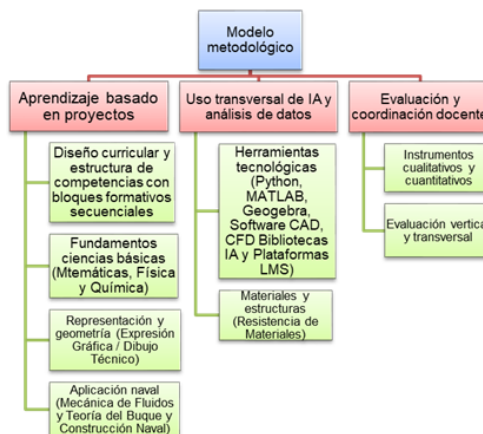 Modelo
metodológico
Aprendizaje basado
en proyectos
Diseño curricular y
estructura de
competencias con
bloques formativos
secuenciales
Fundamentos
ciencias básicas
(Mtemáticas, Física
y Química)
Representación y
geometría (Expresión
Gráfica / Dibujo
Técnico)
Aplicación naval
(Mecánica de Fluidos
y Teoría del Buque y
Construcción Naval)
Uso transversal de IA y
análisis de datos
Herramientas
tecnológicas
(Python,
MATLAB,
Geogebra,
Software CAD,
CFD Bibliotecas
IA y Plataformas
LMS)
Materiales y
estructuras
(Resistencia de
Materiales)
Evaluación y
coordinación docente
Instrumentos
cualitativos y
cuantitativos
Evaluación vertical
y transversal